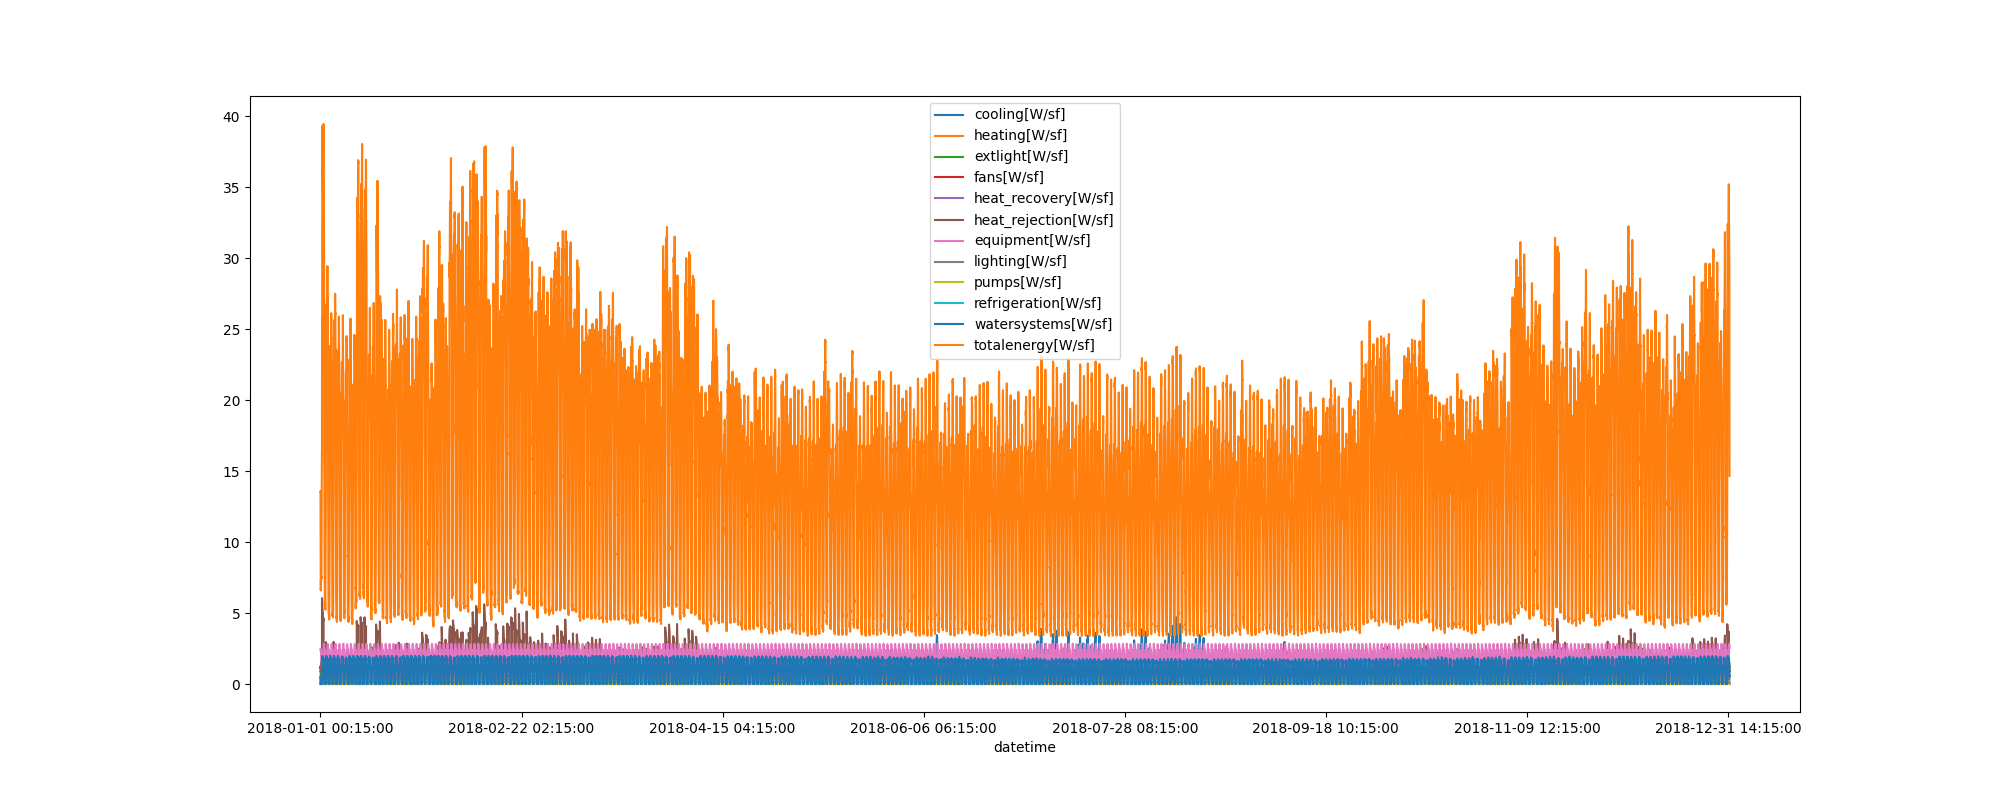 40
35
30
25
20
15
10
5
0
cooling[W/sf]
heating[W/sf]
extlight[W/sf]
fans[W/sf]
heat_recovery[W/sf]
heat_rejection[W/sf]
equipment[W/sf]
lighting[W/sf]
pumps[W/sf]
refrigeration[W/sf]
watersystems[W/sf]
totalenergy[W/sf]
2018-01-01 00:15:00 2018-02-22 02:15:00 2018-04-15 04:15:00 2018-06-06 06:15:00 2018-07-28 08:15:00 2018-09-18 10:15:00 2018-11-09 12:15:00 2018-12-31 14:15:00
datetime